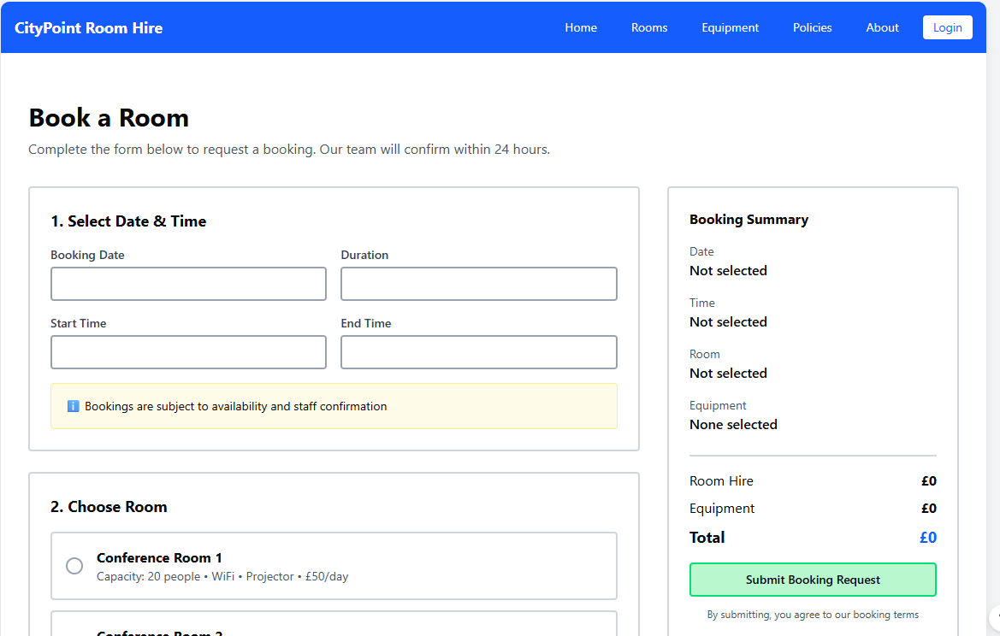 CityPoint Room Hire
Home Rooms Equipment Policies About Login
Book a Room
Complete the form below to request a booking. Our team will confirm within 24 hours.
1. Select Date & Time
Booking Date Duration
Start Time End Time
ℹ️ Bookings are subject to availability and staff confirmation
2. Choose Room
Conference Room 1
Capacity: 20 people • WiFi • Projector • £50/day
Conference Room 2
Booking Summary
Date
Not selected
Time
Not selected
Room
Not selected
Equipment
None selected
Room Hire £0
Equipment £0
Total £0
Submit Booking Request
By submitting, you agree to our booking terms